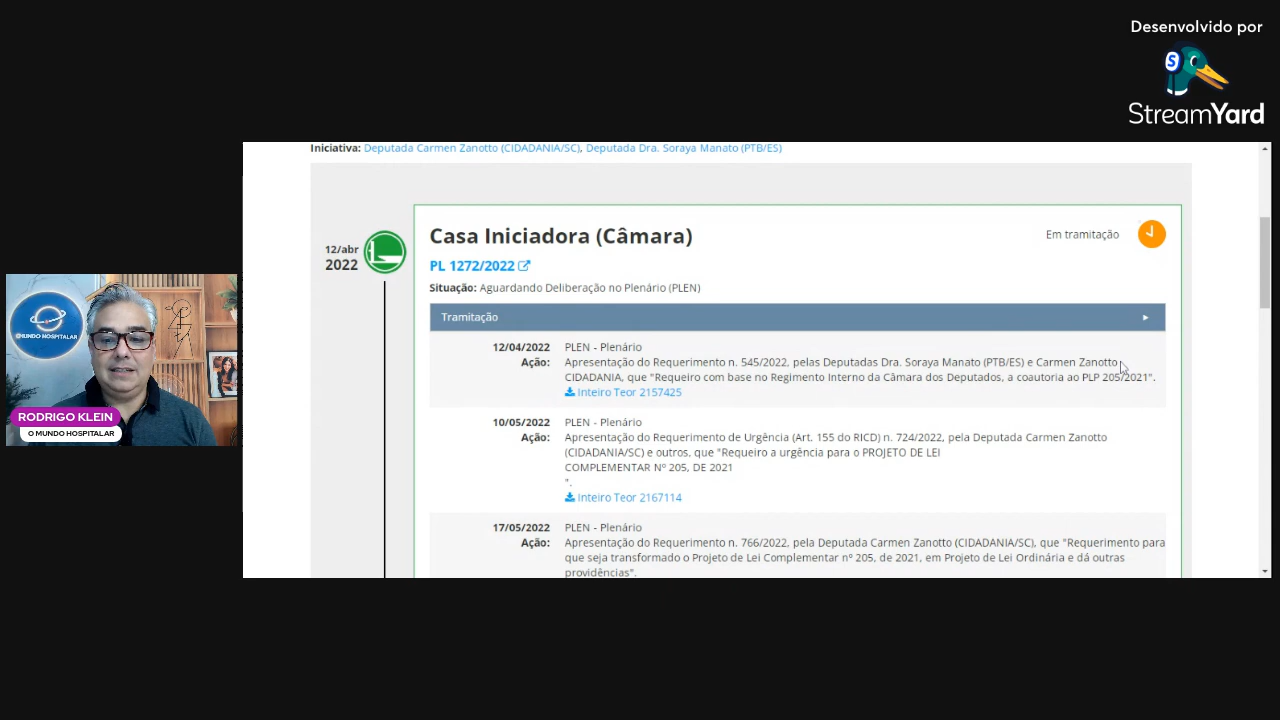 Desenvolvido por
S
StreamYard
Iniciativa: Deputada Carmen Zanotto (CIDADANIA/SC), Deputada Dra. Soraya Manato (PTB/ES)
12/abr
2022
Casa Iniciadora (Câmara)
Em tramitação
PL 1272/2022
Situação: Aguardando Deliberação no Plenário (PLEN)
Tramitação
12/04/2022 PLEN - Plenário
Ação: Apresentação do Requerimento n. 545/2022, pelas Deputadas Dra. Soraya Manato (PTB/ES) e Carmen Zanotto
CIDADANIA, que "Requeiro com base no Regimento Interno da Câmara dos Deputados, a coautoria ao PLP 205/2021".
Inteiro Teor 2157425
10/05/2022 PLEN - Plenário
Ação: Apresentação do Requerimento de Urgência (Art. 155 do RICD) n. 724/2022, pela Deputada Carmen Zanotto
(CIDADANIA/SC) e outros, que "Requeiro a urgência para o PROJETO DE LEI
COMPLEMENTAR Nº 205, DE 2021
".
Inteiro Teor 2167114
17/05/2022 PLEN - Plenário
Ação: Apresentação do Requerimento n. 766/2022, pela Deputada Carmen Zanotto (CIDADANIA/SC), que "Requerimento para
que seja transformado o Projeto de Lei Complementar nº 205, de 2021, em Projeto de Lei Ordinária e dá outras
providências".
@MUNDO HOSPITALAR
RODRIGO KLEIN
O MUNDO HOSPITALAR